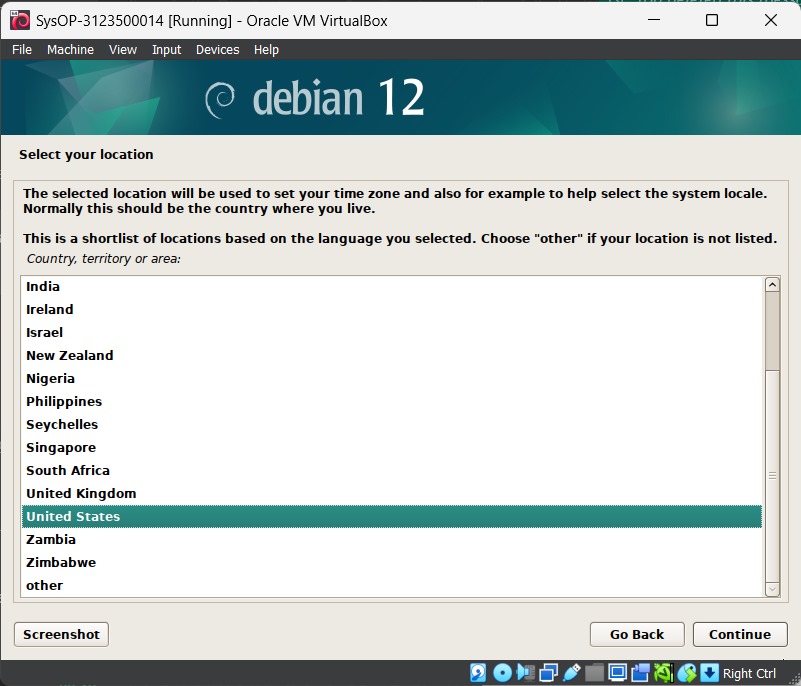 SysOP-3123500014 [Running] - Oracle VM VirtualBox
File Machine View Input Devices Help
debian 12
Select your location
The selected location will be used to set your time zone and also for example to help select the system locale.
Normally this should be the country where you live.
This is a shortlist of locations based on the language you selected. Choose "other" if your location is not listed.
Country, territory or area:
India
Ireland
Israel
New Zealand
Nigeria
Philippines
Seychelles
Singapore
South Africa
United Kingdom
United States
Zambia
Zimbabwe
other
Screenshot Go Back Continue
Right Ctrl